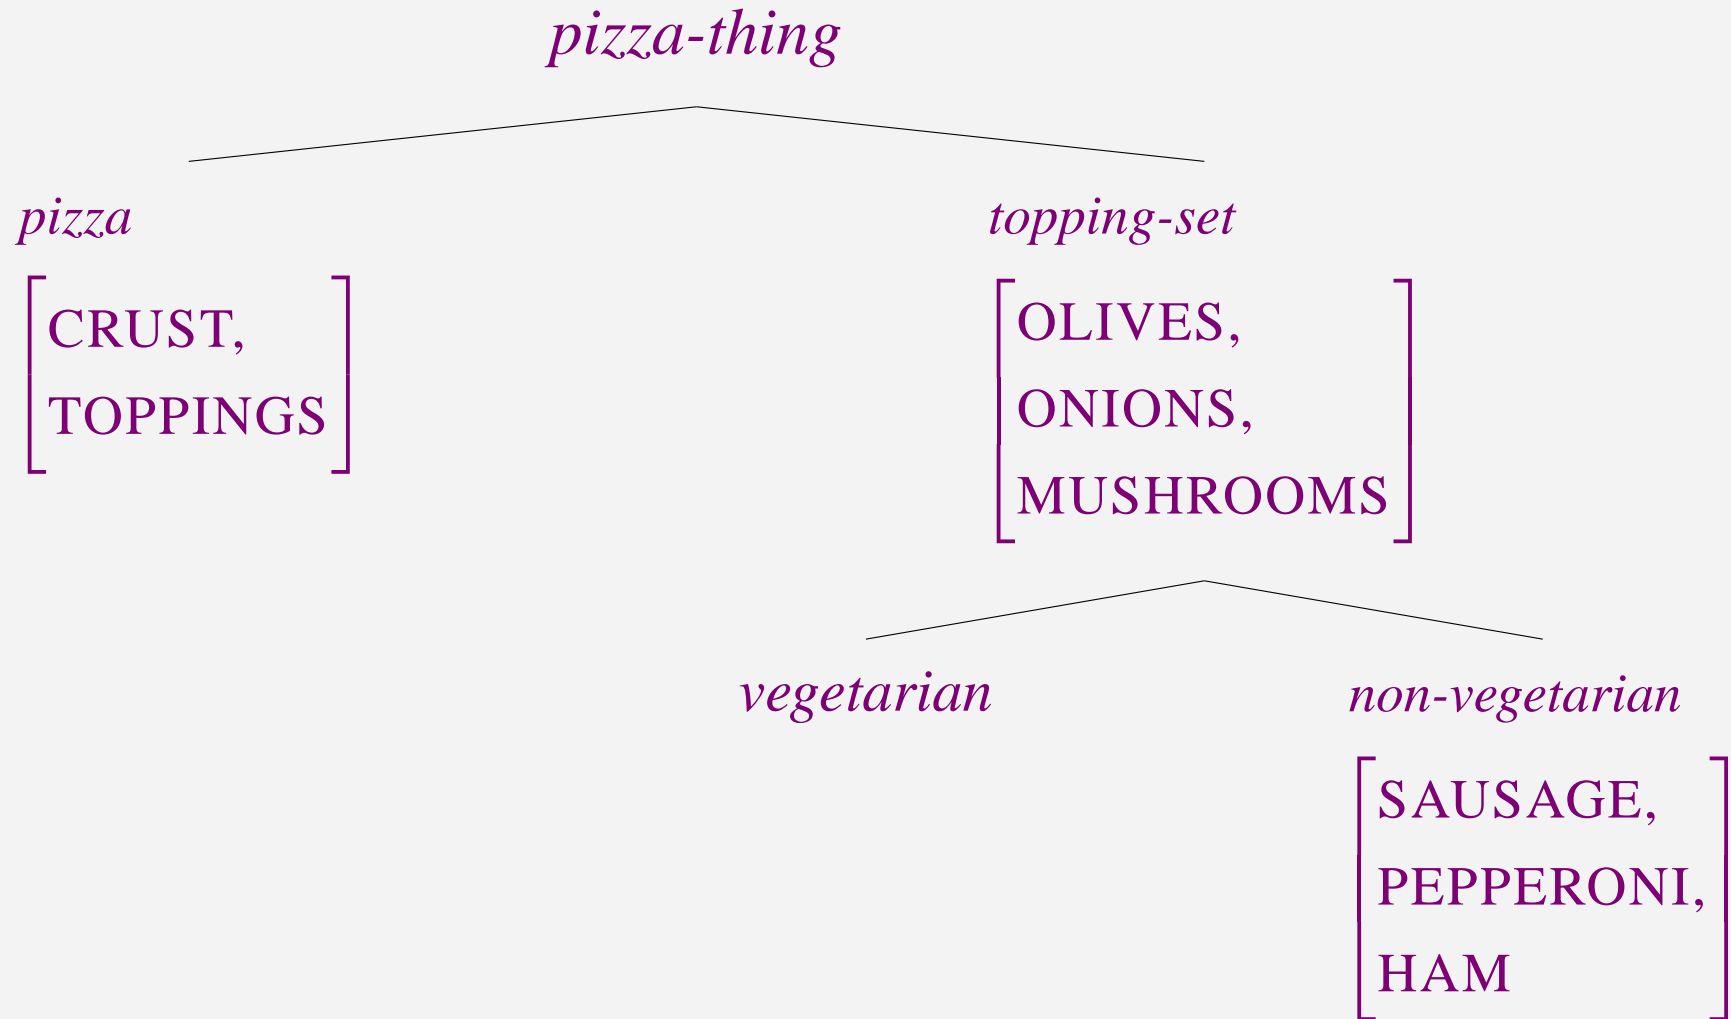 pizza-thing
pizza
CRUST,
TOPPINGS
topping-set
OLIVES,
ONIONS,
MUSHROOMS
vegetarian
non-vegetarian
SAUSAGE,
PEPPERONI,
HAM